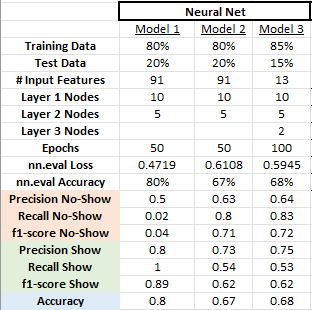 Neural Net
Model 1 Model 2 Model 3
Training Data 80% 80% 85%
Test Data 20% 20% 15%
# Input Features 91 91 13
Layer 1 Nodes 10 10 10
Layer 2 Nodes 5 5 5
Layer 3 Nodes 2
Epochs 50 50 100
nn.eval Loss 0.4719 0.6108 0.5945
nn.eval Accuracy 80% 67% 68%
Precision No-Show 0.5 0.63 0.64
Recall No-Show 0.02 0.8 0.83
f1-score No-Show 0.04 0.71 0.72
Precision Show 0.8 0.73 0.75
Recall Show 1 0.54 0.53
f1-score Show 0.89 0.62 0.62
Accuracy 0.8 0.67 0.68